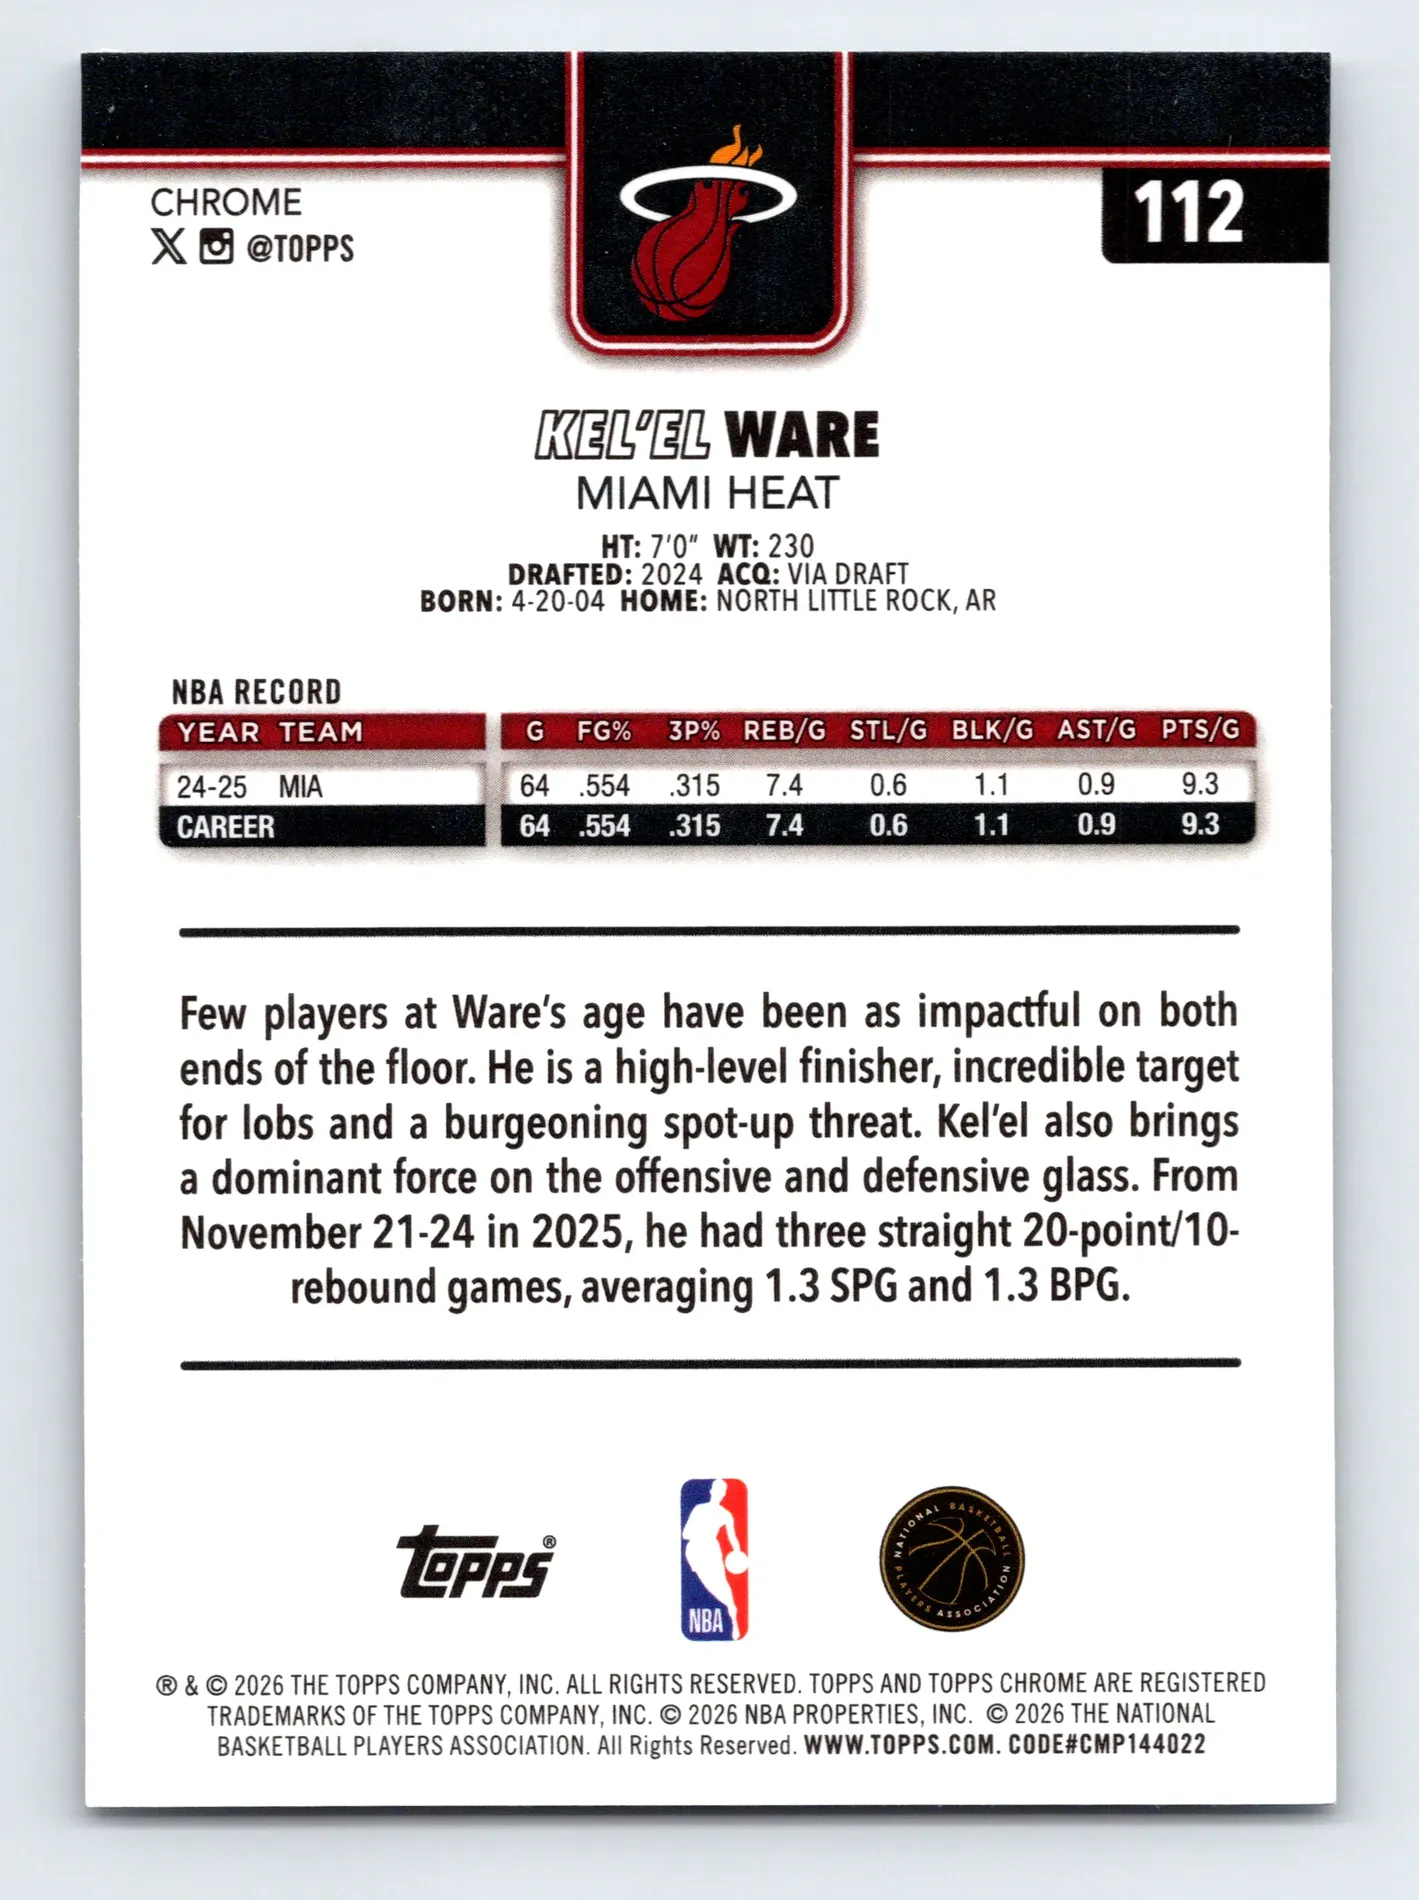 CHROME
@TOPPS
112
KEL'EL WARE
MIAMI HEAT
HT: 7'0" WT: 230
DRAFTED: 2024 ACQ: VIA DRAFT
BORN: 4-20-04 HOME: NORTH LITTLE ROCK, AR
NBA RECORD
YEAR TEAM G FG% 3P% REB/G STL/G BLK/G AST/G PTS/G
24-25 MIA 64 .554 .315 7.4 0.6 1.1 0.9 9.3
CAREER 64 .554 .315 7.4 0.6 1.1 0.9 9.3
Few players at Ware's age have been as impactful on both
ends of the floor. He is a high-level finisher, incredible target
for lobs and a burgeoning spot-up threat. Kel'el also brings
a dominant force on the offensive and defensive glass. From
November 21-24 in 2025, he had three straight 20-point/10-
rebound games, averaging 1.3 SPG and 1.3 BPG.
TOPPS®
NBA
NATIONAL BASKETBALL PLAYERS ASSOCIATION
® & © 2026 THE TOPPS COMPANY, INC. ALL RIGHTS RESERVED. TOPPS AND TOPPS CHROME ARE REGISTERED
TRADEMARKS OF THE TOPPS COMPANY, INC. © 2026 NBA PROPERTIES, INC. © 2026 THE NATIONAL
BASKETBALL PLAYERS ASSOCIATION. All Rights Reserved. WWW.TOPPS.COM. CODE#CMP144022